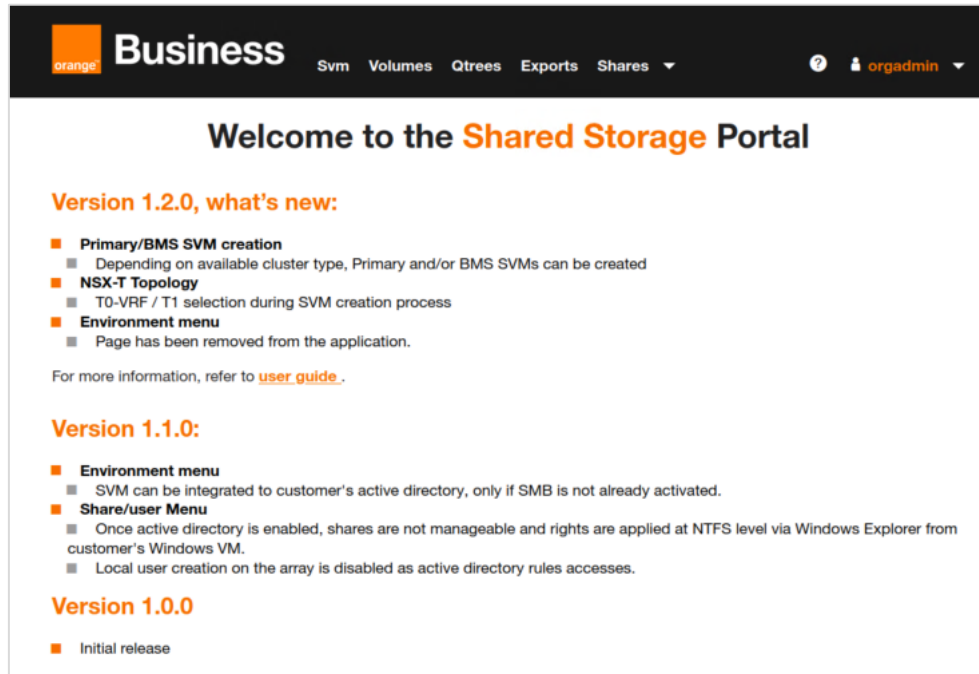 orange™ Business Svm Volumes Qtrees Exports Shares orgadmin
Welcome to the Shared Storage Portal
Version 1.2.0, what's new:
Primary/BMS SVM creation
Depending on available cluster type, Primary and/or BMS SVMs can be created
NSX-T Topology
T0-VRF / T1 selection during SVM creation process
Environment menu
Page has been removed from the application.
For more information, refer to user guide .
Version 1.1.0:
Environment menu
SVM can be integrated to customer's active directory, only if SMB is not already activated.
Share/user Menu
Once active directory is enabled, shares are not manageable and rights are applied at NTFS level via Windows Explorer from
customer's Windows VM.
Local user creation on the array is disabled as active directory rules accesses.
Version 1.0.0
Initial release